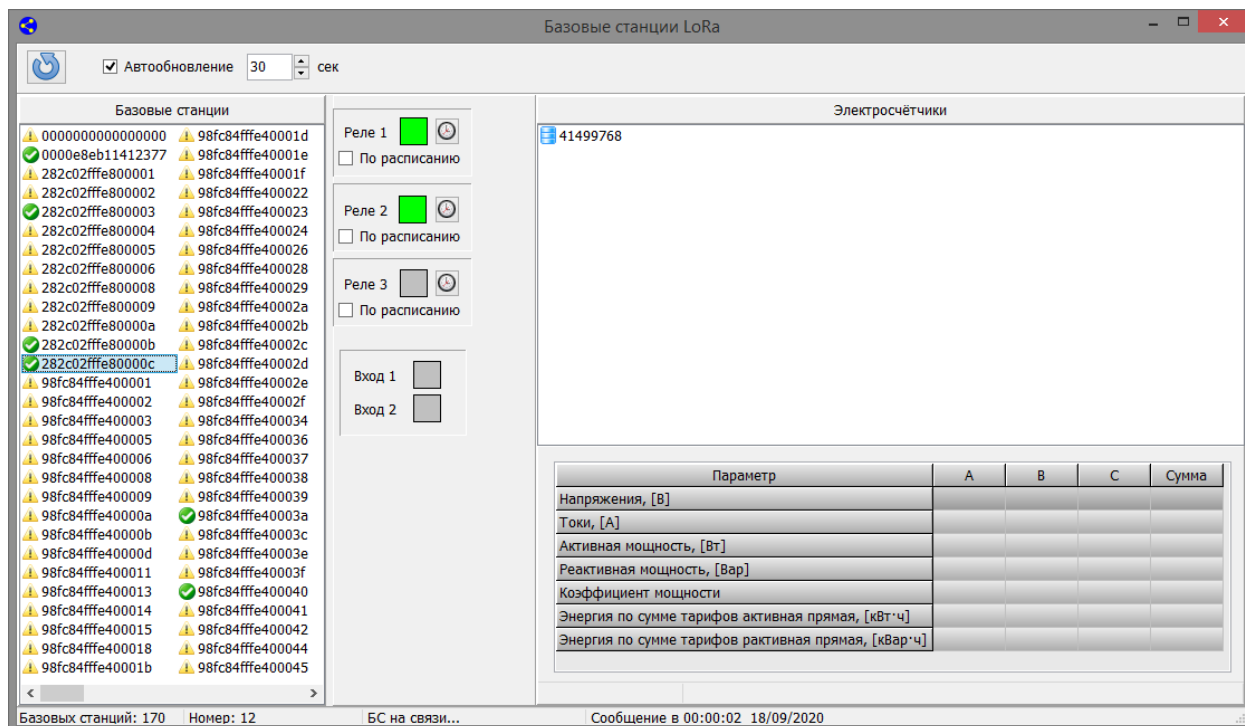 Базовые станции LoRa
Автообновление 30 сек
Базовые станции
0000000000000000
0000e8eb11412377
282c02fffe800001
282c02fffe800002
282c02fffe800003
282c02fffe800004
282c02fffe800005
282c02fffe800006
282c02fffe800008
282c02fffe800009
282c02fffe80000a
282c02fffe80000b
282c02fffe80000c
98fc84fffe400001
98fc84fffe400002
98fc84fffe400003
98fc84fffe400005
98fc84fffe400006
98fc84fffe400008
98fc84fffe400009
98fc84fffe40000a
98fc84fffe40000b
98fc84fffe40000d
98fc84fffe400011
98fc84fffe400013
98fc84fffe400014
98fc84fffe400015
98fc84fffe400018
98fc84fffe40001b
98fc84fffe40001d
98fc84fffe40001e
98fc84fffe40001f
98fc84fffe400022
98fc84fffe400023
98fc84fffe400024
98fc84fffe400026
98fc84fffe400028
98fc84fffe400029
98fc84fffe40002a
98fc84fffe40002b
98fc84fffe40002c
98fc84fffe40002d
98fc84fffe40002e
98fc84fffe40002f
98fc84fffe400034
98fc84fffe400036
98fc84fffe400037
98fc84fffe400038
98fc84fffe400039
98fc84fffe40003a
98fc84fffe40003c
98fc84fffe40003e
98fc84fffe40003f
98fc84fffe400040
98fc84fffe400041
98fc84fffe400042
98fc84fffe400044
98fc84fffe400045
Реле 1
По расписанию
Реле 2
По расписанию
Реле 3
По расписанию
Вход 1
Вход 2
Электросчётчики
41499768
Параметр A B C Сумма
Напряжения, [В]
Токи, [А]
Активная мощность, [Вт]
Реактивная мощность, [Вар]
Коэффициент мощности
Энергия по сумме тарифов активная прямая, [кВт·ч]
Энергия по сумме тарифов рактивная прямая, [кВар·ч]
Базовых станций: 170 Номер: 12 БС на связи... Сообщение в 00:00:02 18/09/2020